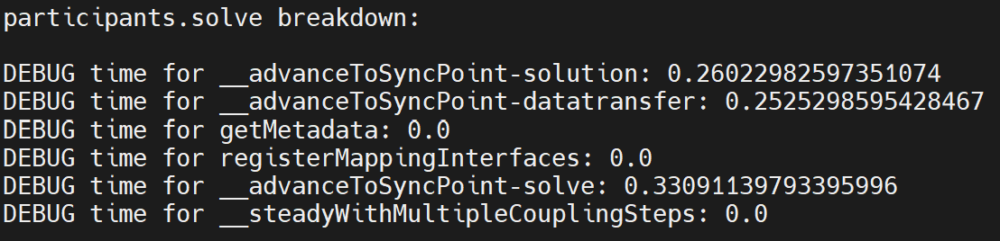 participants.solve breakdown:
DEBUG time for __advanceToSyncPoint-solution: 0.26022982597351074
DEBUG time for __advanceToSyncPoint-datatransfer: 0.2525298595428467
DEBUG time for getMetadata: 0.0
DEBUG time for registerMappingInterfaces: 0.0
DEBUG time for __advanceToSyncPoint-solve: 0.33091139793395996
DEBUG time for __steadyWithMultipleCouplingSteps: 0.0